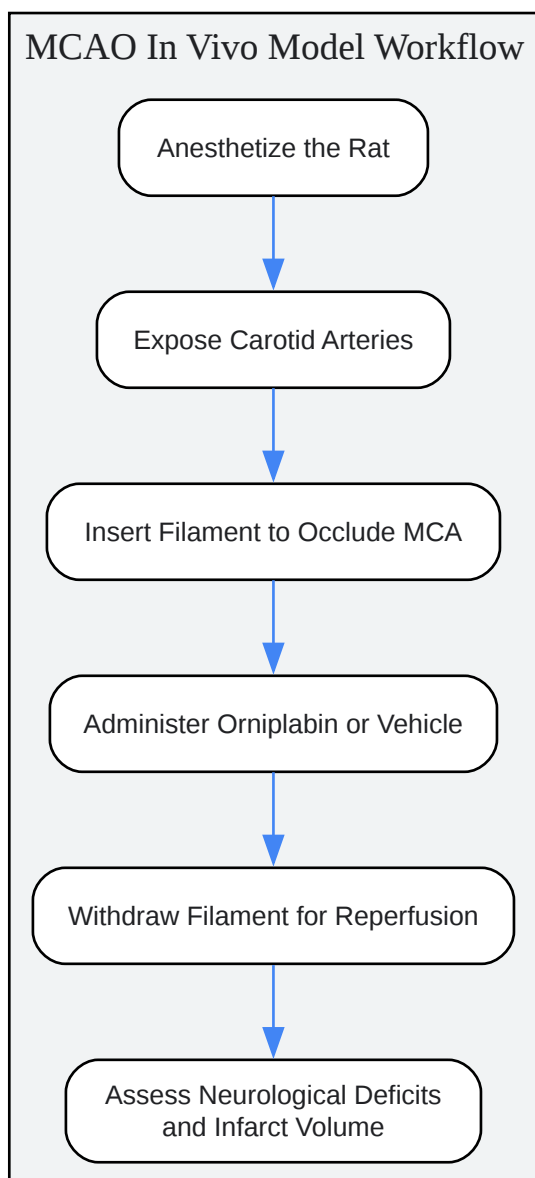 MCAO In Vivo Model Workflow
Anesthetize the Rat
Expose Carotid Arteries
Insert Filament to Occlude MCA
Administer Orniplabin or Vehicle
Withdraw Filament for Reperfusion
Assess Neurological Deficits
and Infarct Volume